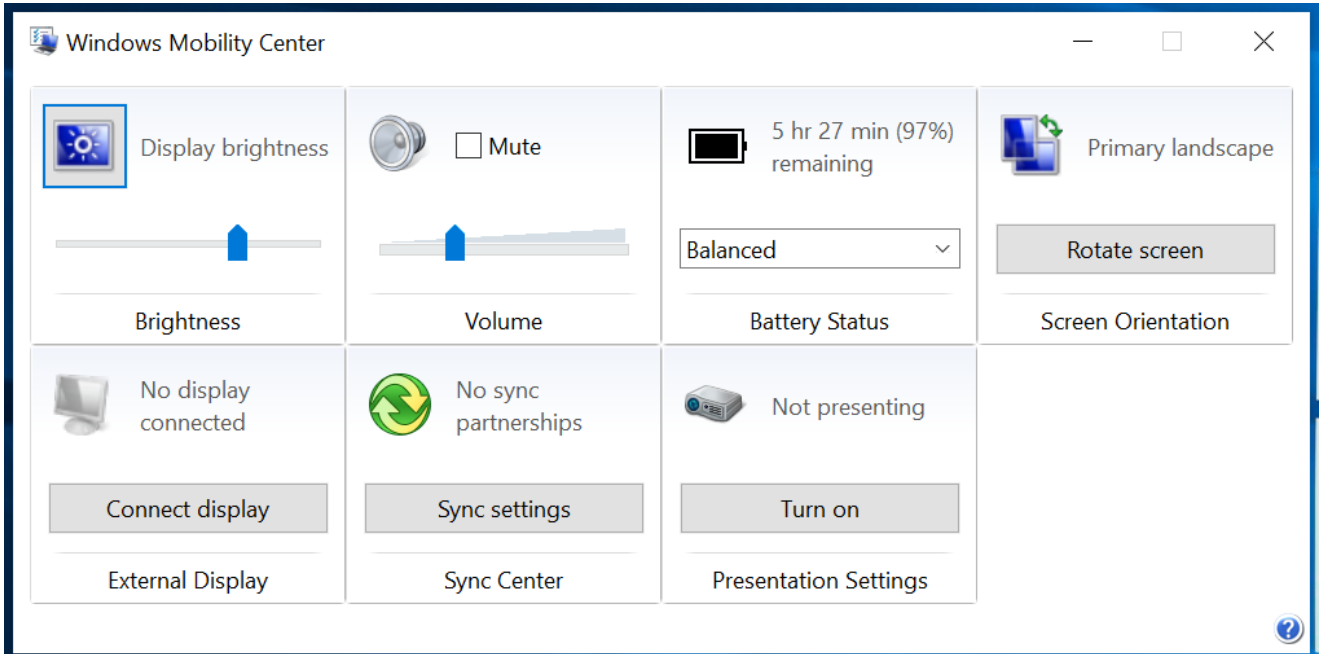 Windows Mobility Center
Display brightness
Brightness
Mute
Volume
5 hr 27 min (97%)
remaining
Balanced
Battery Status
Primary landscape
Rotate screen
Screen Orientation
No display
connected
Connect display
External Display
No sync
partnerships
Sync settings
Sync Center
Not presenting
Turn on
Presentation Settings
?